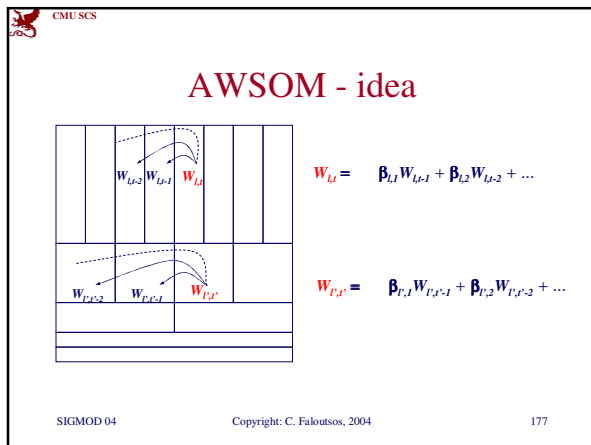 CMU SCS
AWSOM - idea
W_{l,t-2} W_{l,t-1} W_{l,t}
W_{l,t} = β_{l,1}W_{l,t-1} + β_{l,2}W_{l,t-2} + ...
W_{l',t'-2} W_{l',t'-1} W_{l',t'}
W_{l',t'} = β_{l',1}W_{l',t'-1} + β_{l',2}W_{l',t'-2} + ...
SIGMOD 04 Copyright: C. Faloutsos, 2004 177